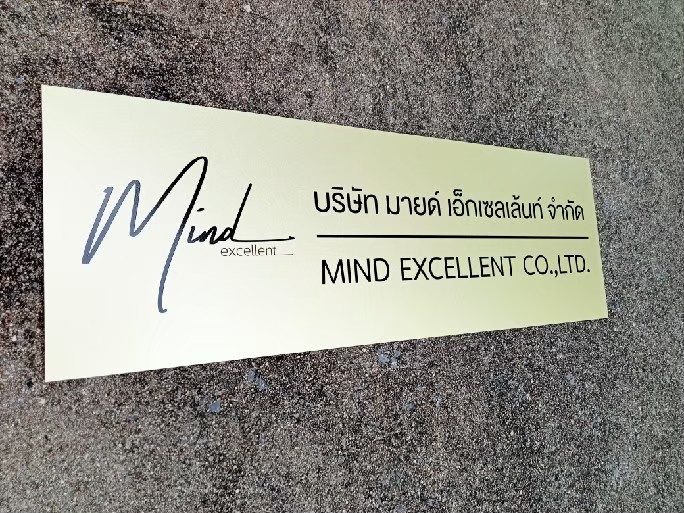 Mind
excellent
บริษัท มายด์ เอ็กเซลเล้นท์ จำกัด
MIND EXCELLENT CO.,LTD.